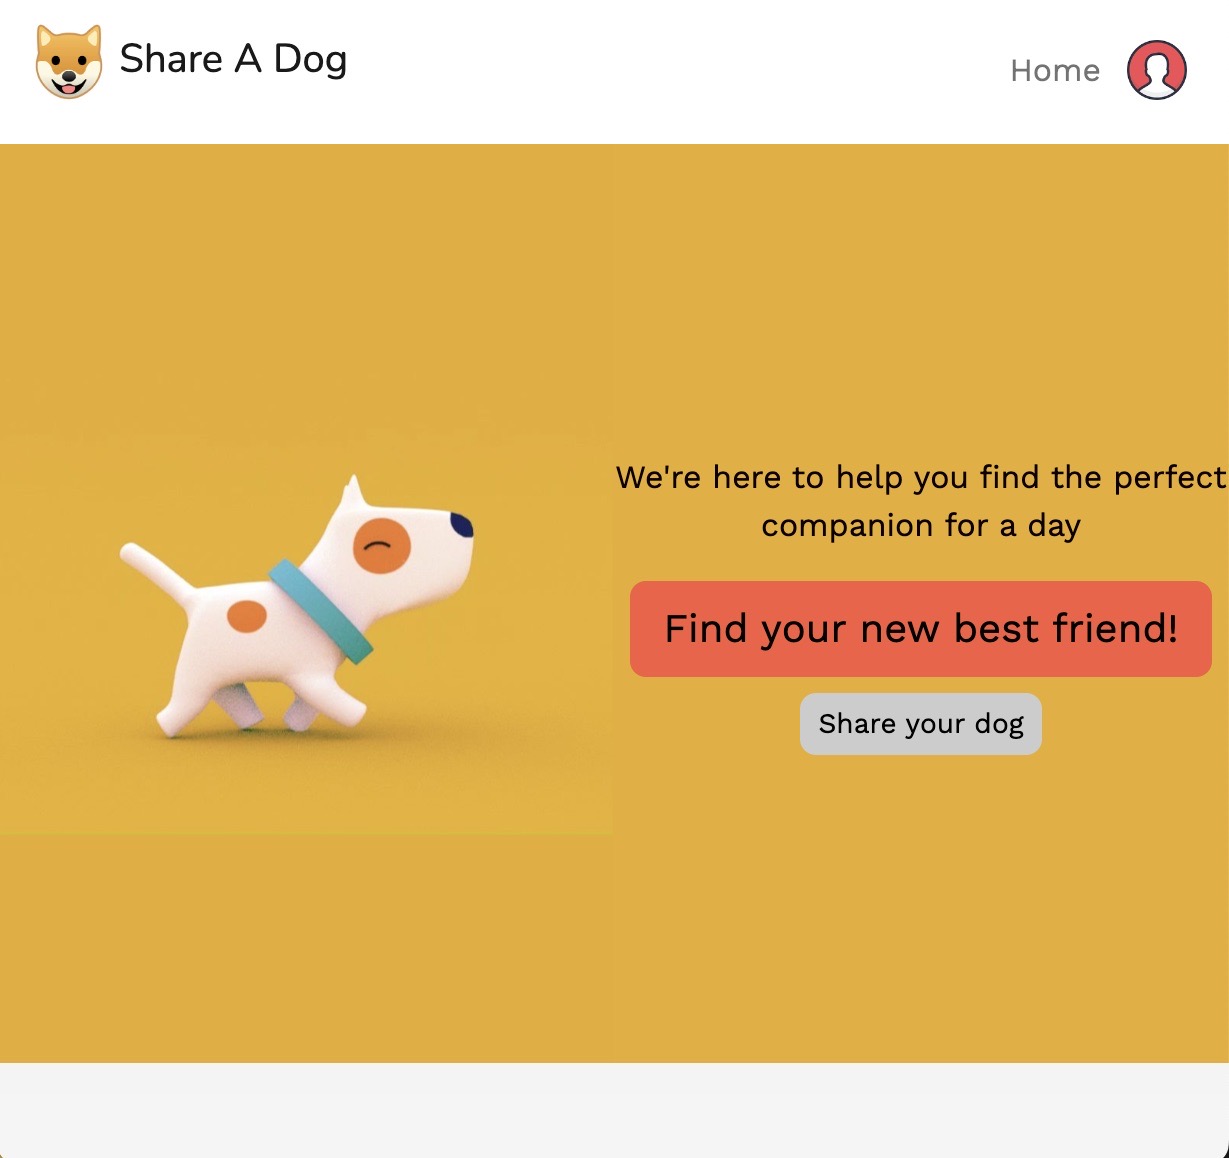 Share A Dog
Home
We're here to help you find the perfect
companion for a day
Find your new best friend!
Share your dog